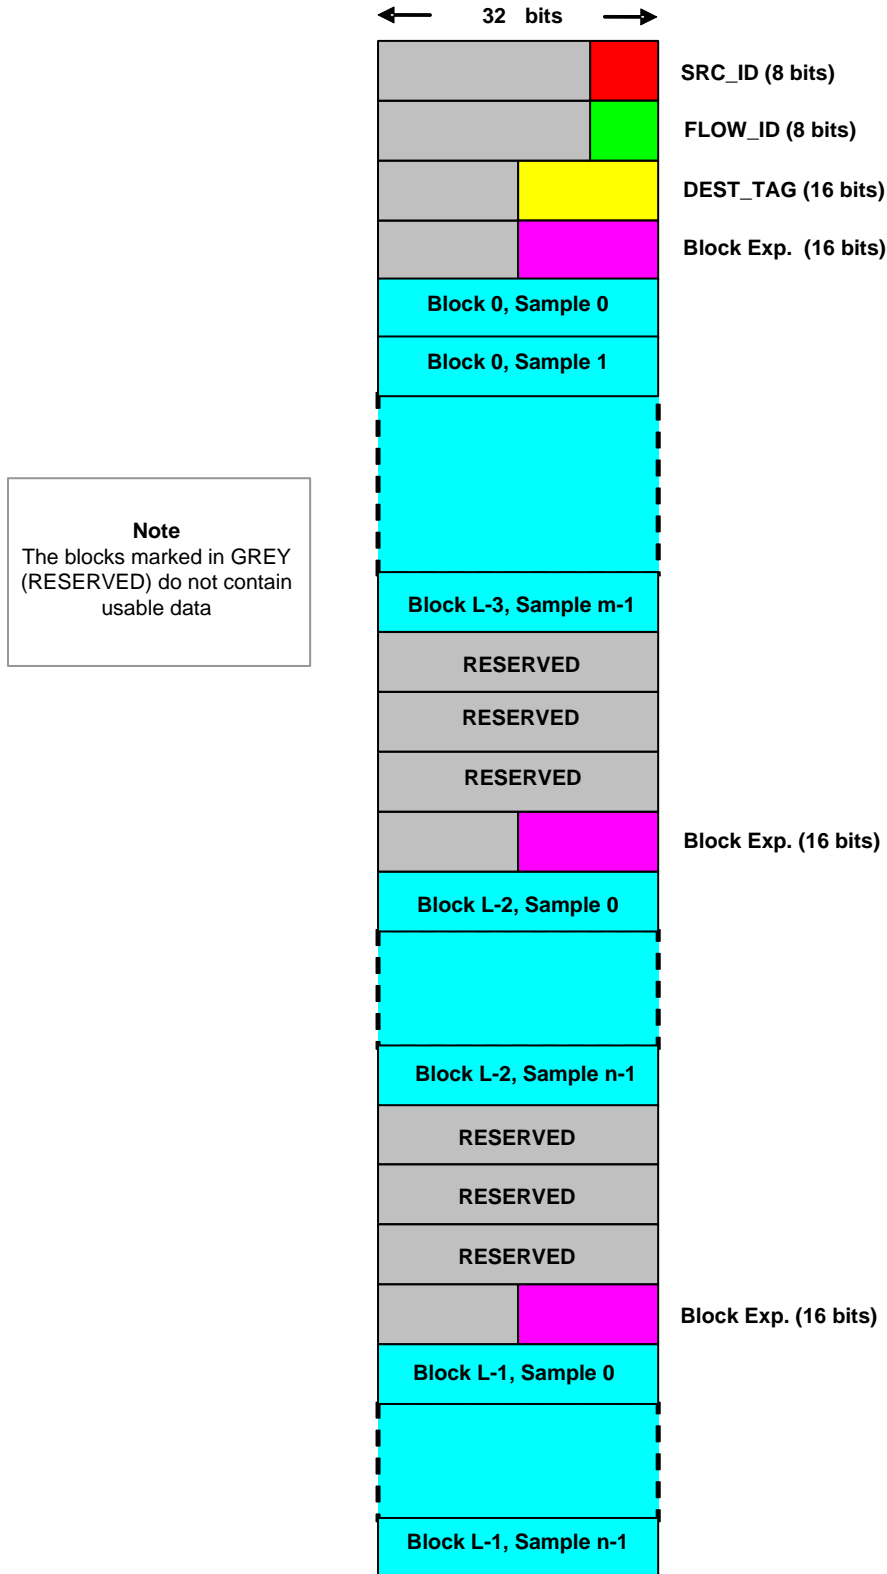 32 bits
SRC_ID (8 bits)
FLOW_ID (8 bits)
DEST_TAG (16 bits)
Block Exp. (16 bits)
Block 0, Sample 0
Block 0, Sample 1
Note
The blocks marked in GREY
(RESERVED) do not contain
usable data
Block L-3, Sample m-1
RESERVED
RESERVED
RESERVED
Block Exp. (16 bits)
Block L-2, Sample 0
Block L-2, Sample n-1
RESERVED
RESERVED
RESERVED
Block Exp. (16 bits)
Block L-1, Sample 0
Block L-1, Sample n-1